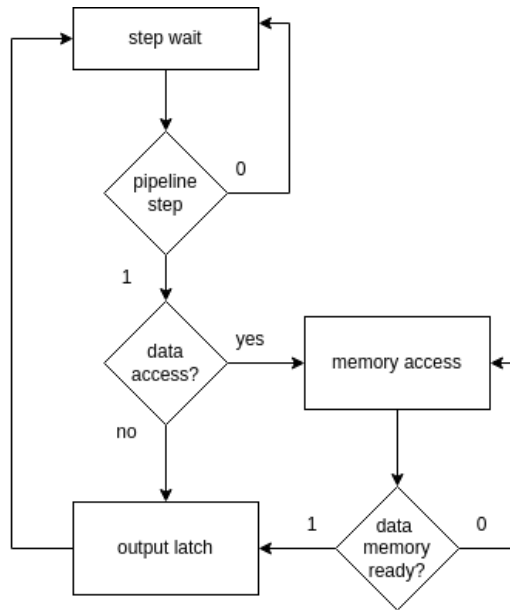 step wait
0
pipeline
step
1
data
access?
yes
memory access
no
output latch
1
data
memory
ready?
0